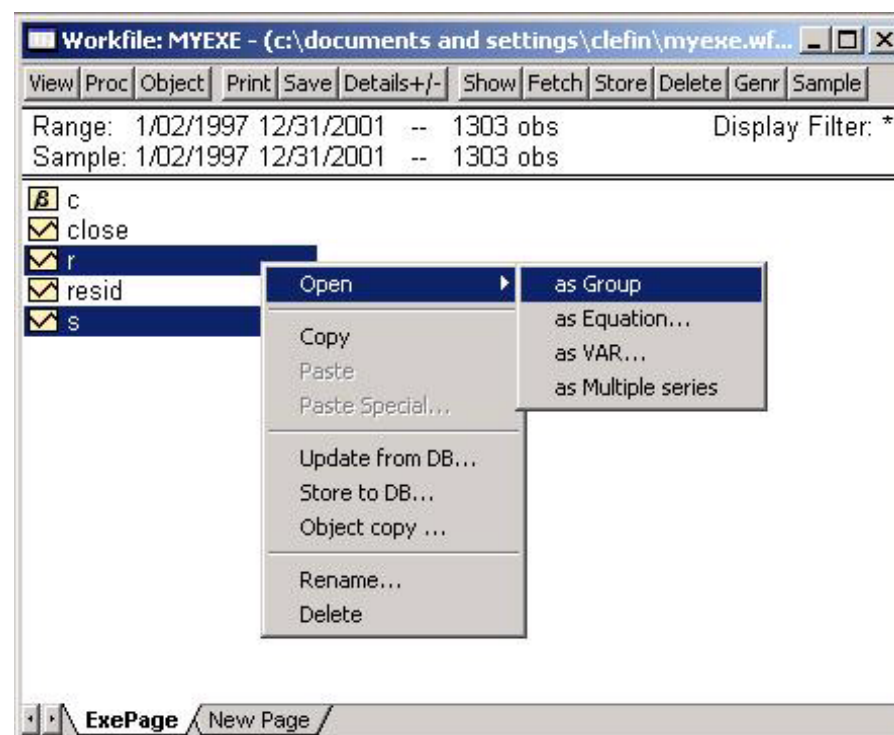 Workfile: MYEXE - (c:\documents and settings\clefin\myexe.wf...
View Proc Object Print Save Details+/- Show Fetch Store Delete Genr Sample
Range: 1/02/1997 12/31/2001 -- 1303 obs Display Filter: *
Sample: 1/02/1997 12/31/2001 -- 1303 obs
β c
close
r
resid
s
Open
Copy
Paste
Paste Special...
Update from DB...
Store to DB...
Object copy ...
Rename...
Delete
as Group
as Equation...
as VAR...
as Multiple series
ExePage New Page